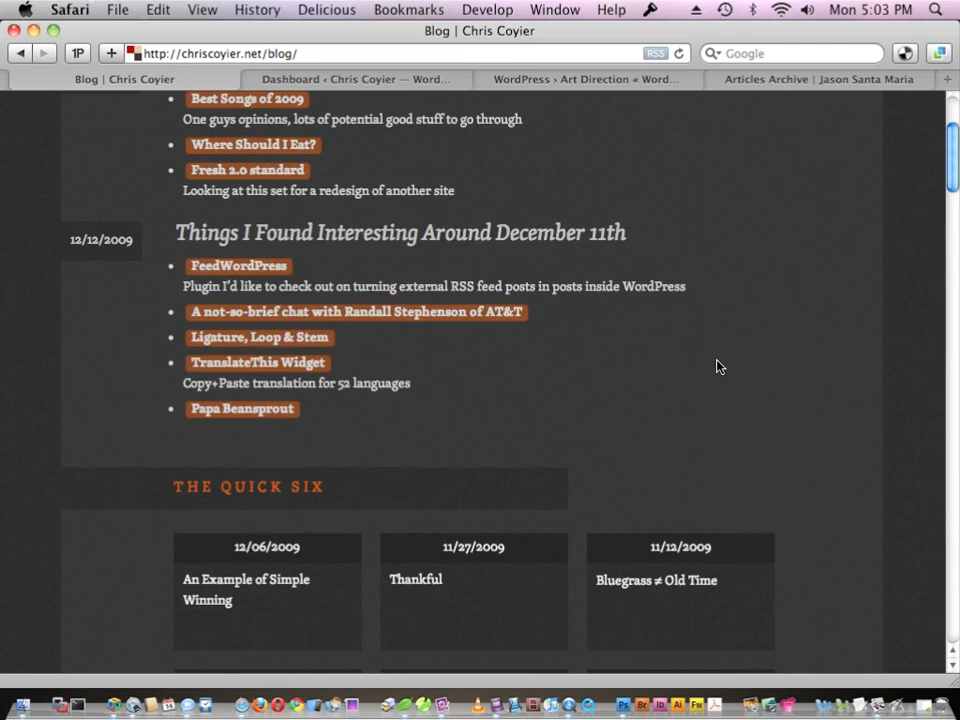 Safari File Edit View History Delicious Bookmarks Develop Window Help Mon 5:03 PM
Blog | Chris Coyier
1P + http://chriscoyier.net/blog/ RSS Google
Blog | Chris Coyier Dashboard ‹ Chris Coyier — Word... WordPress › Art Direction « Word... Articles Archive | Jason Santa Maria +
Best Songs of 2009
One guys opinions, lots of potential good stuff to go through
Where Should I Eat?
Fresh 2.0 standard
Looking at this set for a redesign of another site
12/12/2009 Things I Found Interesting Around December 11th
FeedWordPress
Plugin I'd like to check out on turning external RSS feed posts in posts inside WordPress
A not-so-brief chat with Randall Stephenson of AT&T
Ligature, Loop & Stem
TranslateThis Widget
Copy+Paste translation for 52 languages
Papa Beansprout
THE QUICK SIX
12/06/2009 11/27/2009 11/12/2009
An Example of Simple Thankful Bluegrass ≠ Old Time
Winning
Ps Br Id Ai Fw